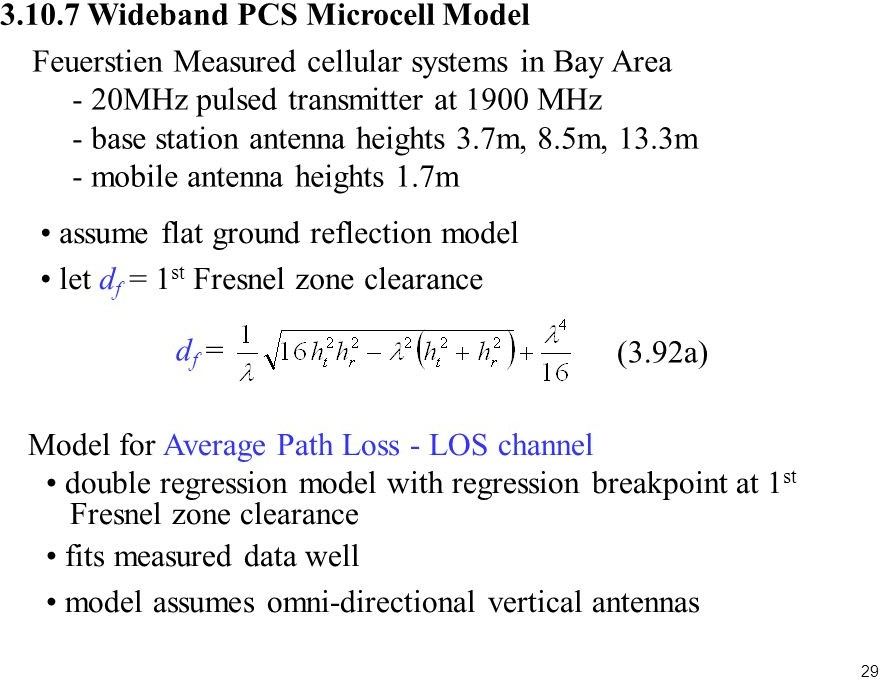 3.10.7 Wideband PCS Microcell Model
Feuerstien Measured cellular systems in Bay Area
- 20MHz pulsed transmitter at 1900 MHz
- base station antenna heights 3.7m, 8.5m, 13.3m
- mobile antenna heights 1.7m
• assume flat ground reflection model
• let d_f = 1st Fresnel zone clearance
d_f = \frac{1}{\lambda}\sqrt{16h_t^2h_r^2 - \lambda^2(h_t^2 + h_r^2)} + \frac{\lambda^4}{16} (3.92a)
Model for Average Path Loss - LOS channel
• double regression model with regression breakpoint at 1st
Fresnel zone clearance
• fits measured data well
• model assumes omni-directional vertical antennas
29